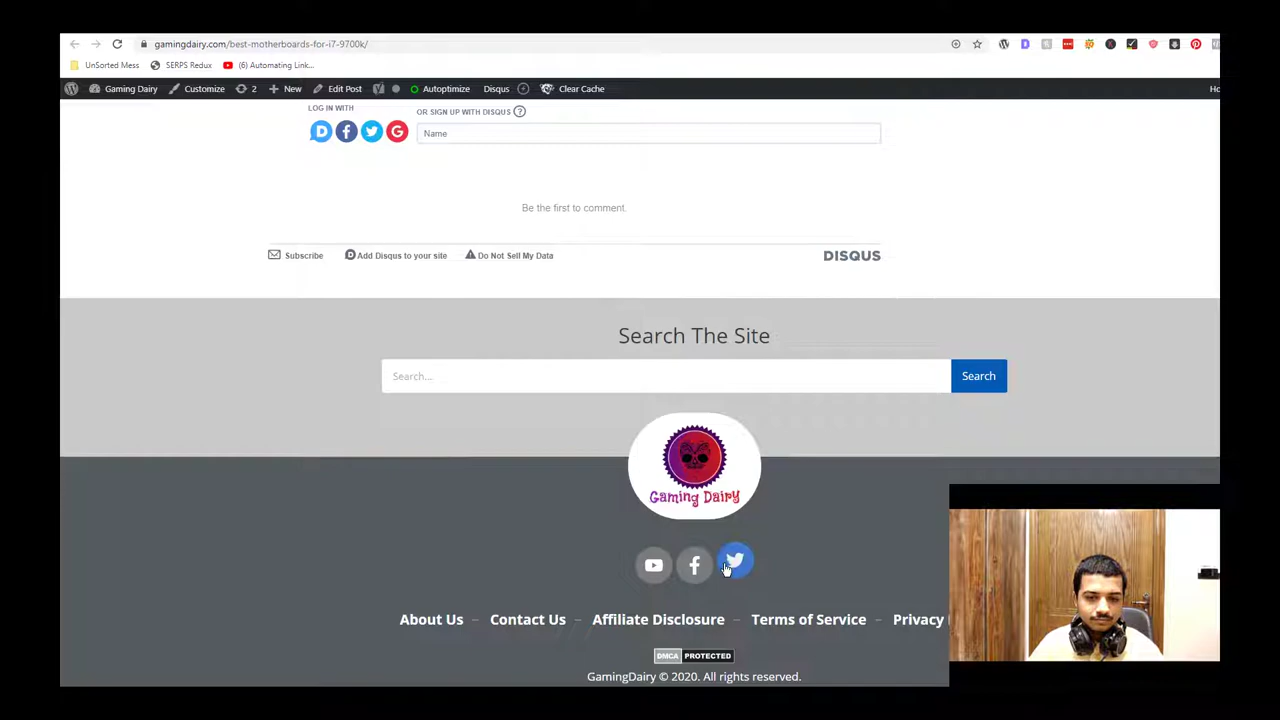 gamingdairy.com/best-motherboards-for-i7-9700k/
UnSorted Mess SERPS Redux (6) Automating Link...
Gaming Dairy Customize 2 New Edit Post Autoptimize Disqus Clear Cache Ho
LOG IN WITH
OR SIGN UP WITH DISQUS ?
Name
Be the first to comment.
Subscribe Add Disqus to your site Do Not Sell My Data DISQUS
Search The Site
Search... Search
Gaming Dairy
About Us – Contact Us – Affiliate Disclosure – Terms of Service – Privacy
DMCA PROTECTED
GamingDairy © 2020. All rights reserved.